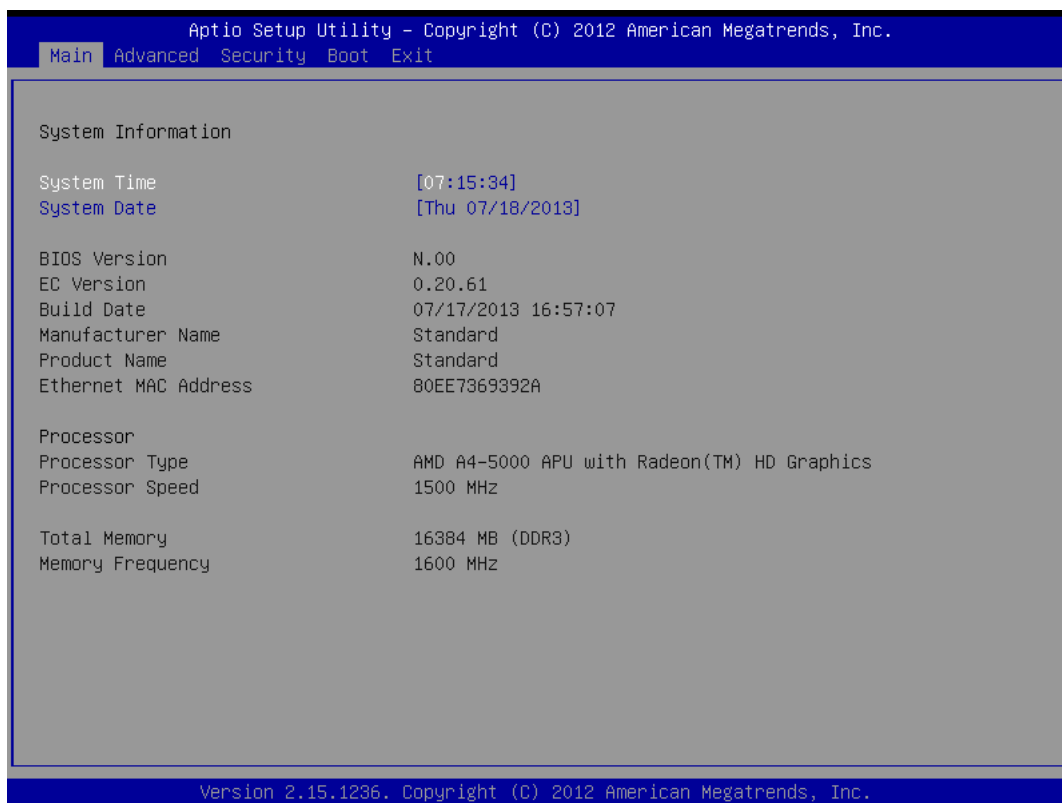 Aptio Setup Utility – Copyright (C) 2012 American Megatrends, Inc.
Main Advanced Security Boot Exit
System Information
System Time [07:15:34]
System Date [Thu 07/18/2013]
BIOS Version N.00
EC Version 0.20.61
Build Date 07/17/2013 16:57:07
Manufacturer Name Standard
Product Name Standard
Ethernet MAC Address 80EE7369392A
Processor
Processor Type AMD A4-5000 APU with Radeon(TM) HD Graphics
Processor Speed 1500 MHz
Total Memory 16384 MB (DDR3)
Memory Frequency 1600 MHz
Version 2.15.1236. Copyright (C) 2012 American Megatrends, Inc.